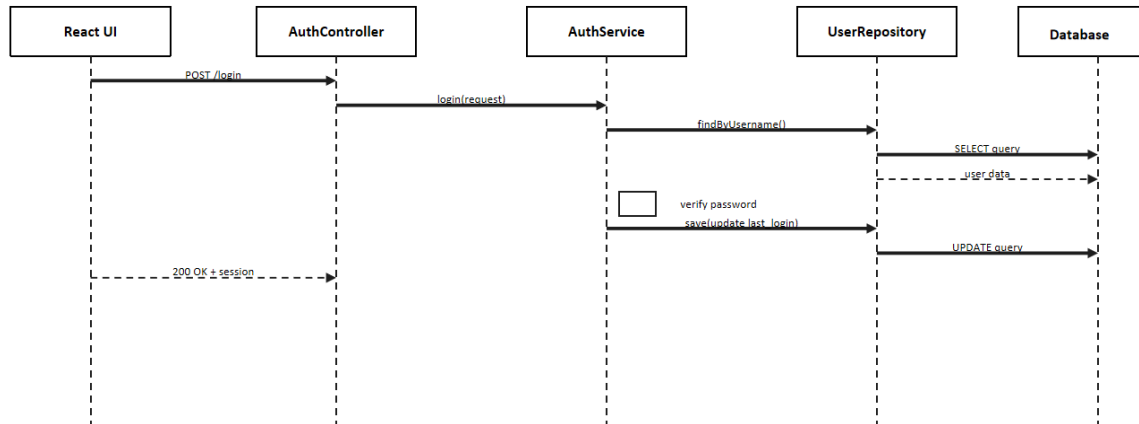 React UI
AuthController
AuthService
UserRepository
Database
POST /login
login(request)
findByUsername()
SELECT query
user data
verify password
save(update last_login)
UPDATE query
200 OK + session